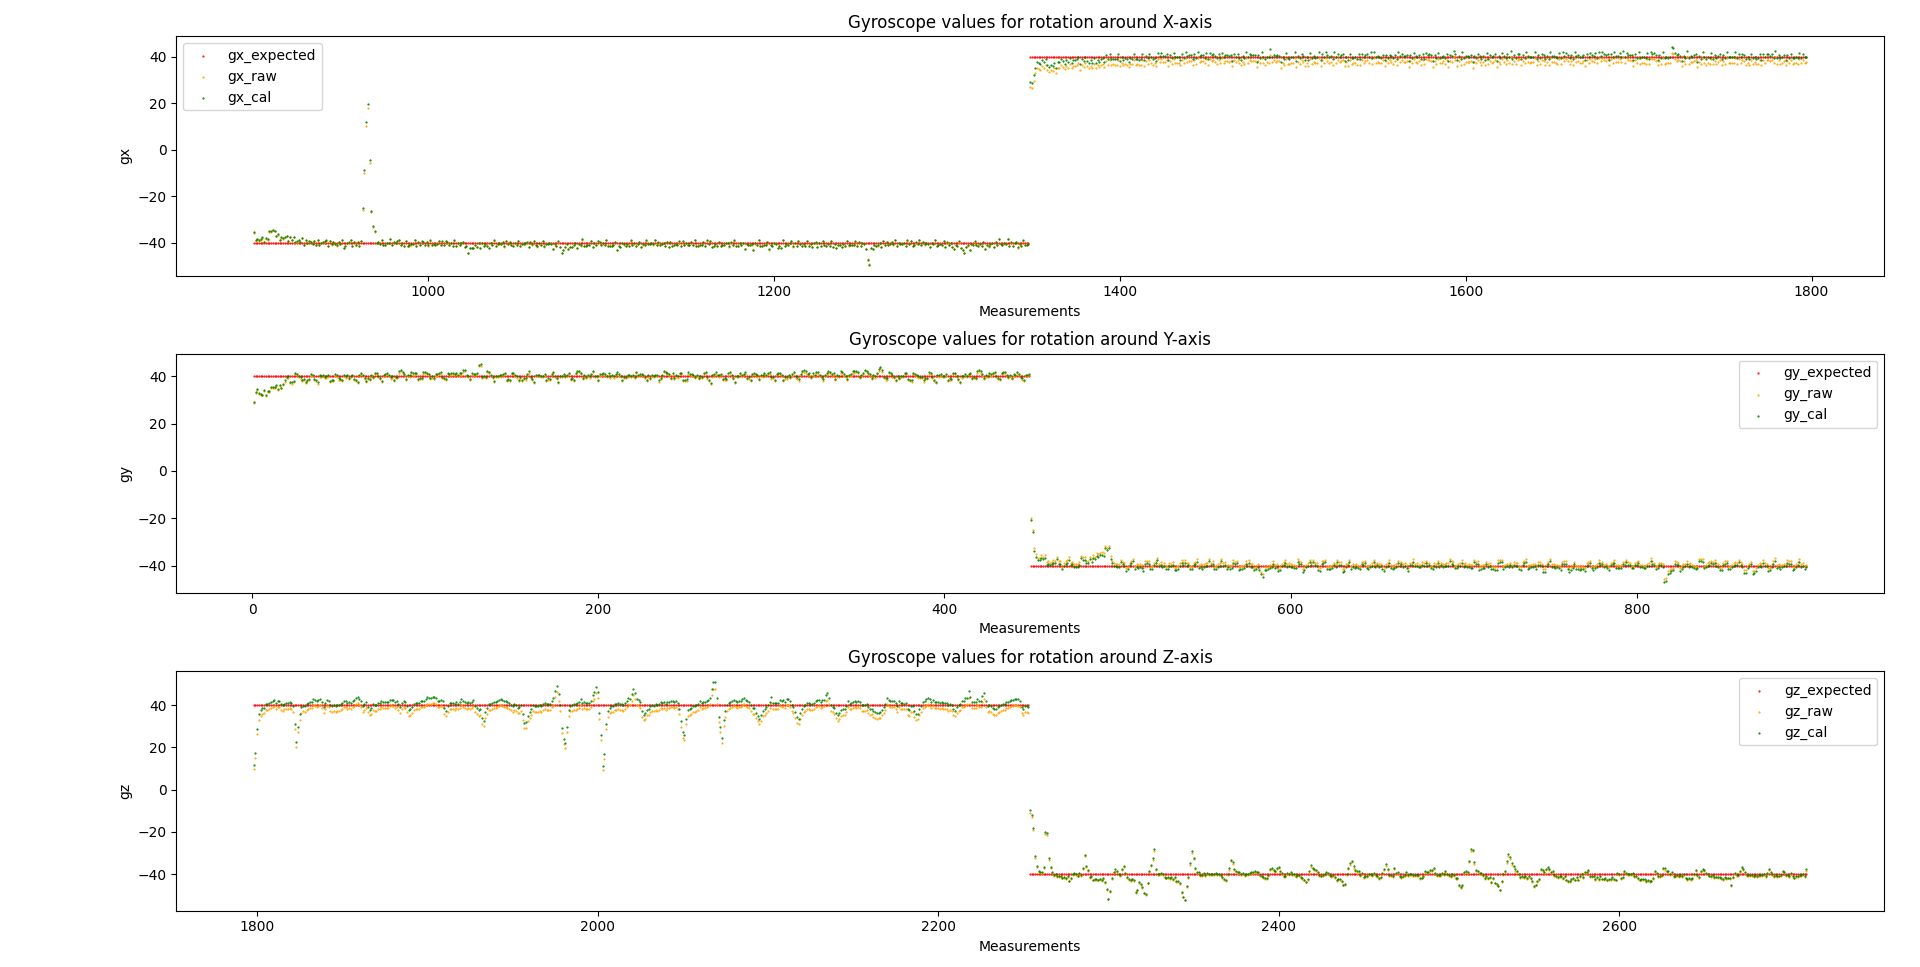 Gyroscope values for rotation around X-axis
gx_expected
gx_raw
gx_cal
40
20
0
−20
−40
gx
1000
1200
1400
1600
1800
Measurements
Gyroscope values for rotation around Y-axis
gy_expected
gy_raw
gy_cal
40
20
0
−20
−40
gy
0
200
400
600
800
Measurements
Gyroscope values for rotation around Z-axis
gz_expected
gz_raw
gz_cal
40
20
0
−20
−40
gz
1800
2000
2200
2400
2600
Measurements